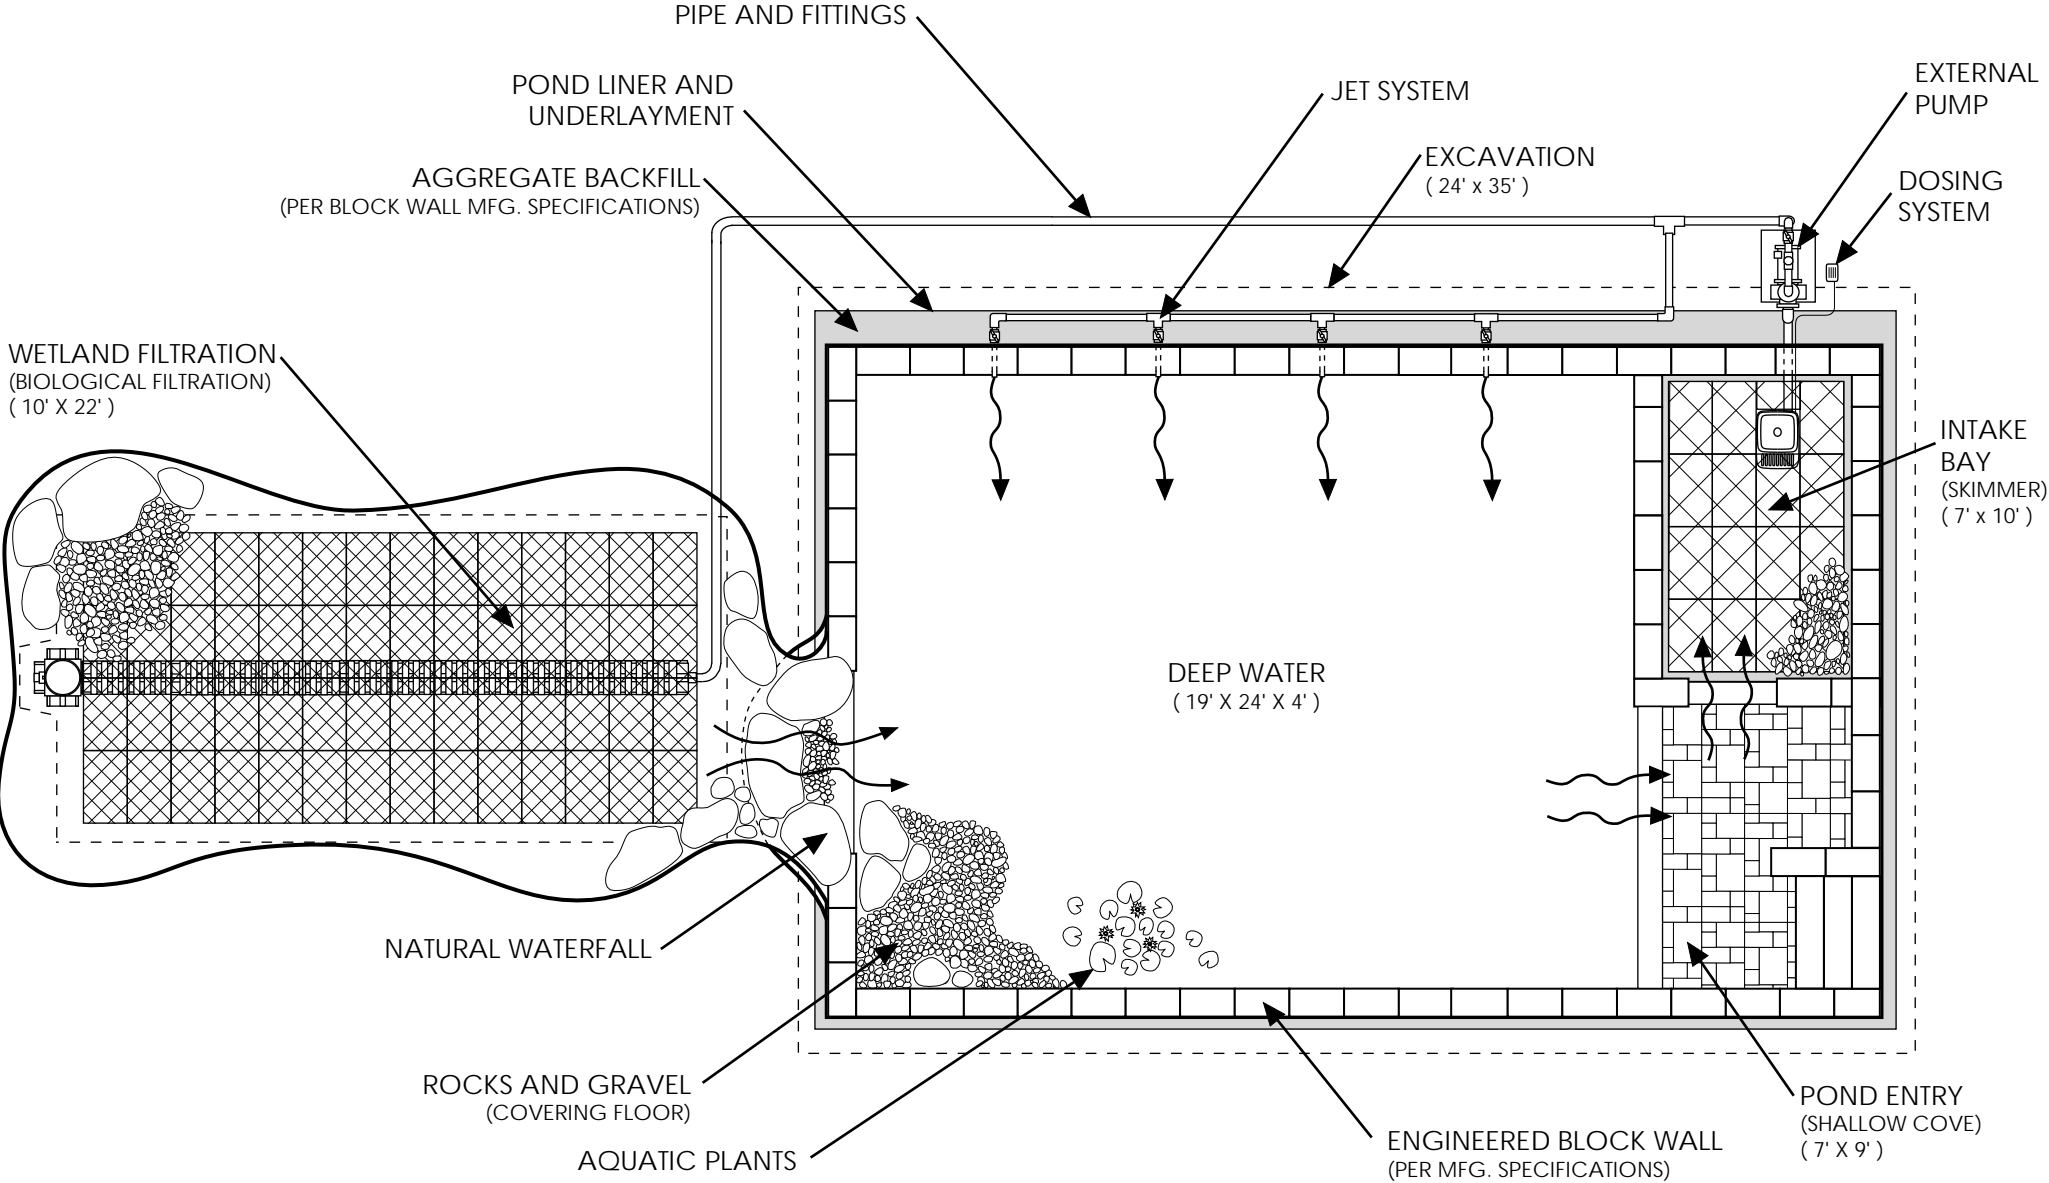 PIPE AND FITTINGS
POND LINER AND
UNDERLAYMENT
AGGREGATE BACKFILL
(PER BLOCK WALL MFG. SPECIFICATIONS)
JET SYSTEM
EXCAVATION
( 24' x 35' )
EXTERNAL
PUMP
DOSING
SYSTEM
WETLAND FILTRATION
(BIOLOGICAL FILTRATION)
( 10' X 22' )
INTAKE
BAY
(SKIMMER)
( 7' x 10' )
DEEP WATER
( 19' X 24' X 4' )
NATURAL WATERFALL
ROCKS AND GRAVEL
(COVERING FLOOR)
AQUATIC PLANTS
ENGINEERED BLOCK WALL
(PER MFG. SPECIFICATIONS)
POND ENTRY
(SHALLOW COVE)
( 7' X 9' )